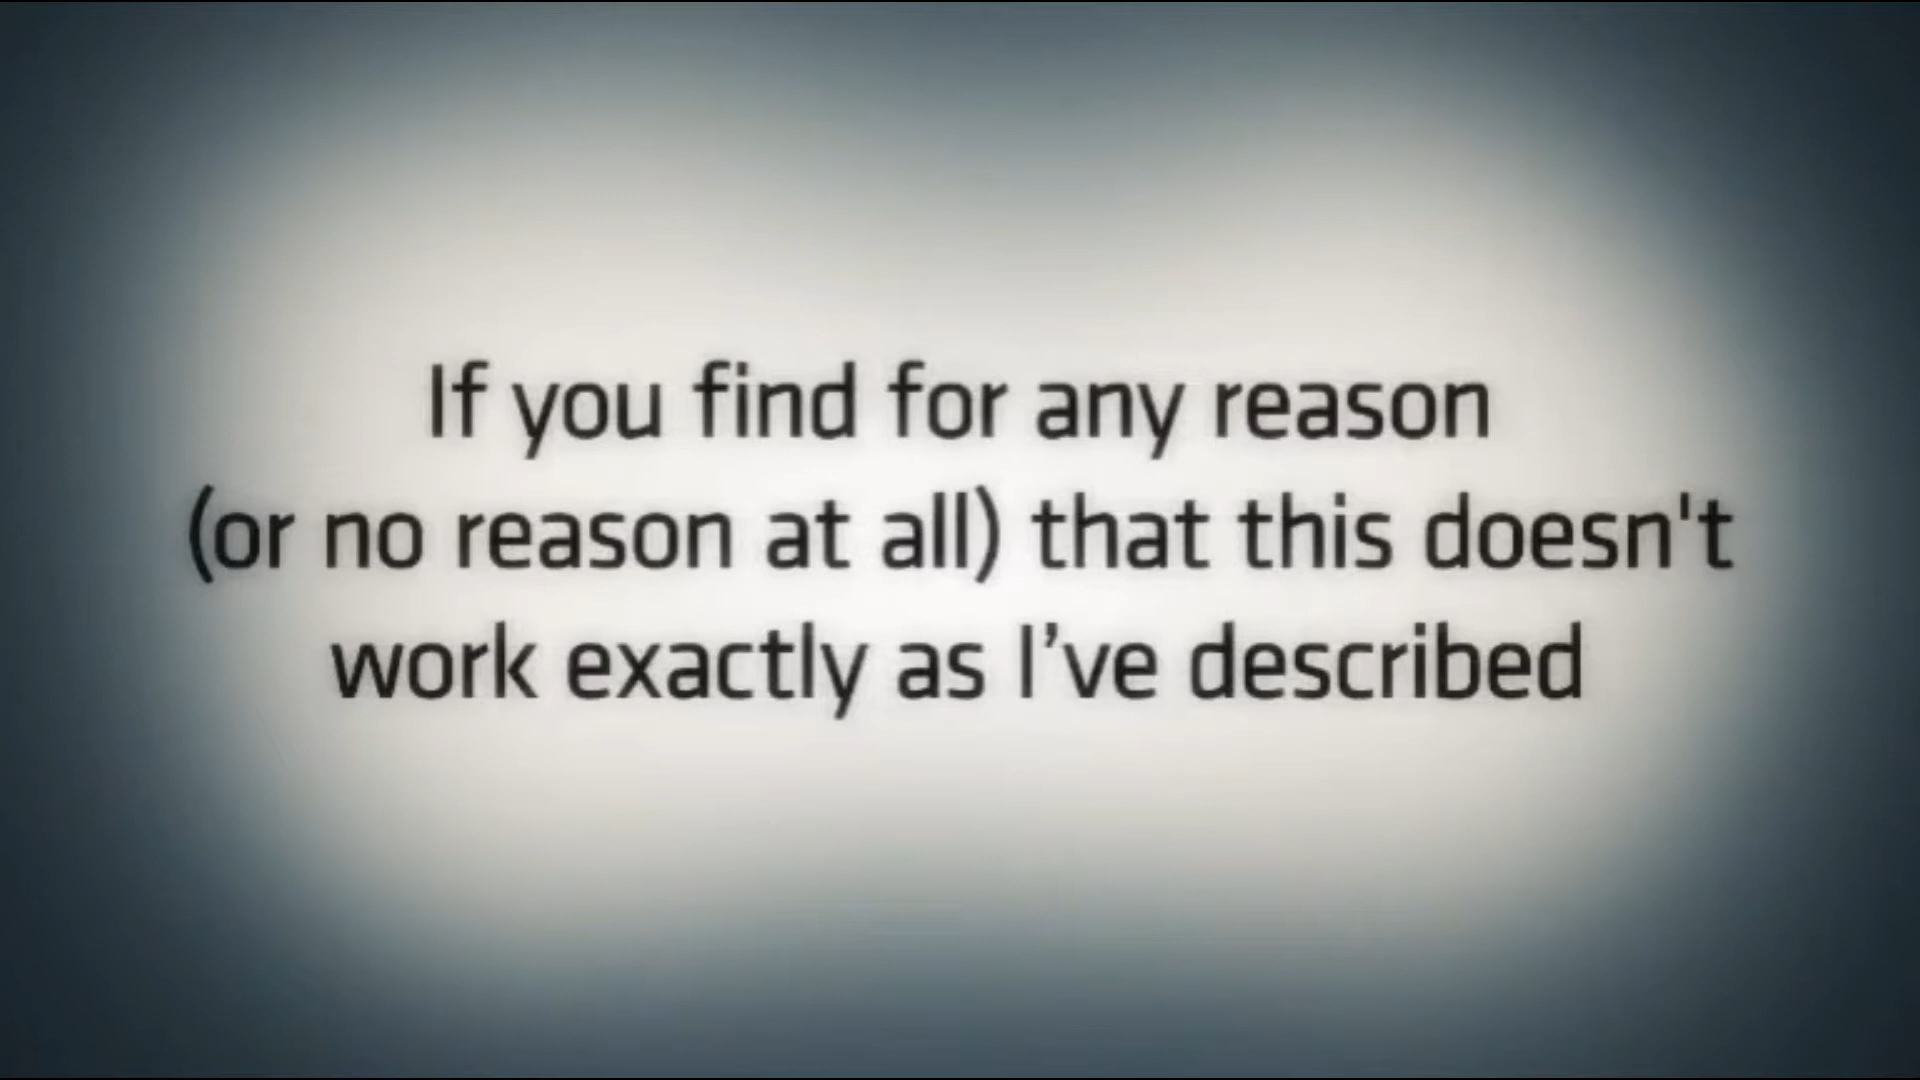 If you find for any reason
(or no reason at all) that this doesn't
work exactly as I’ve described